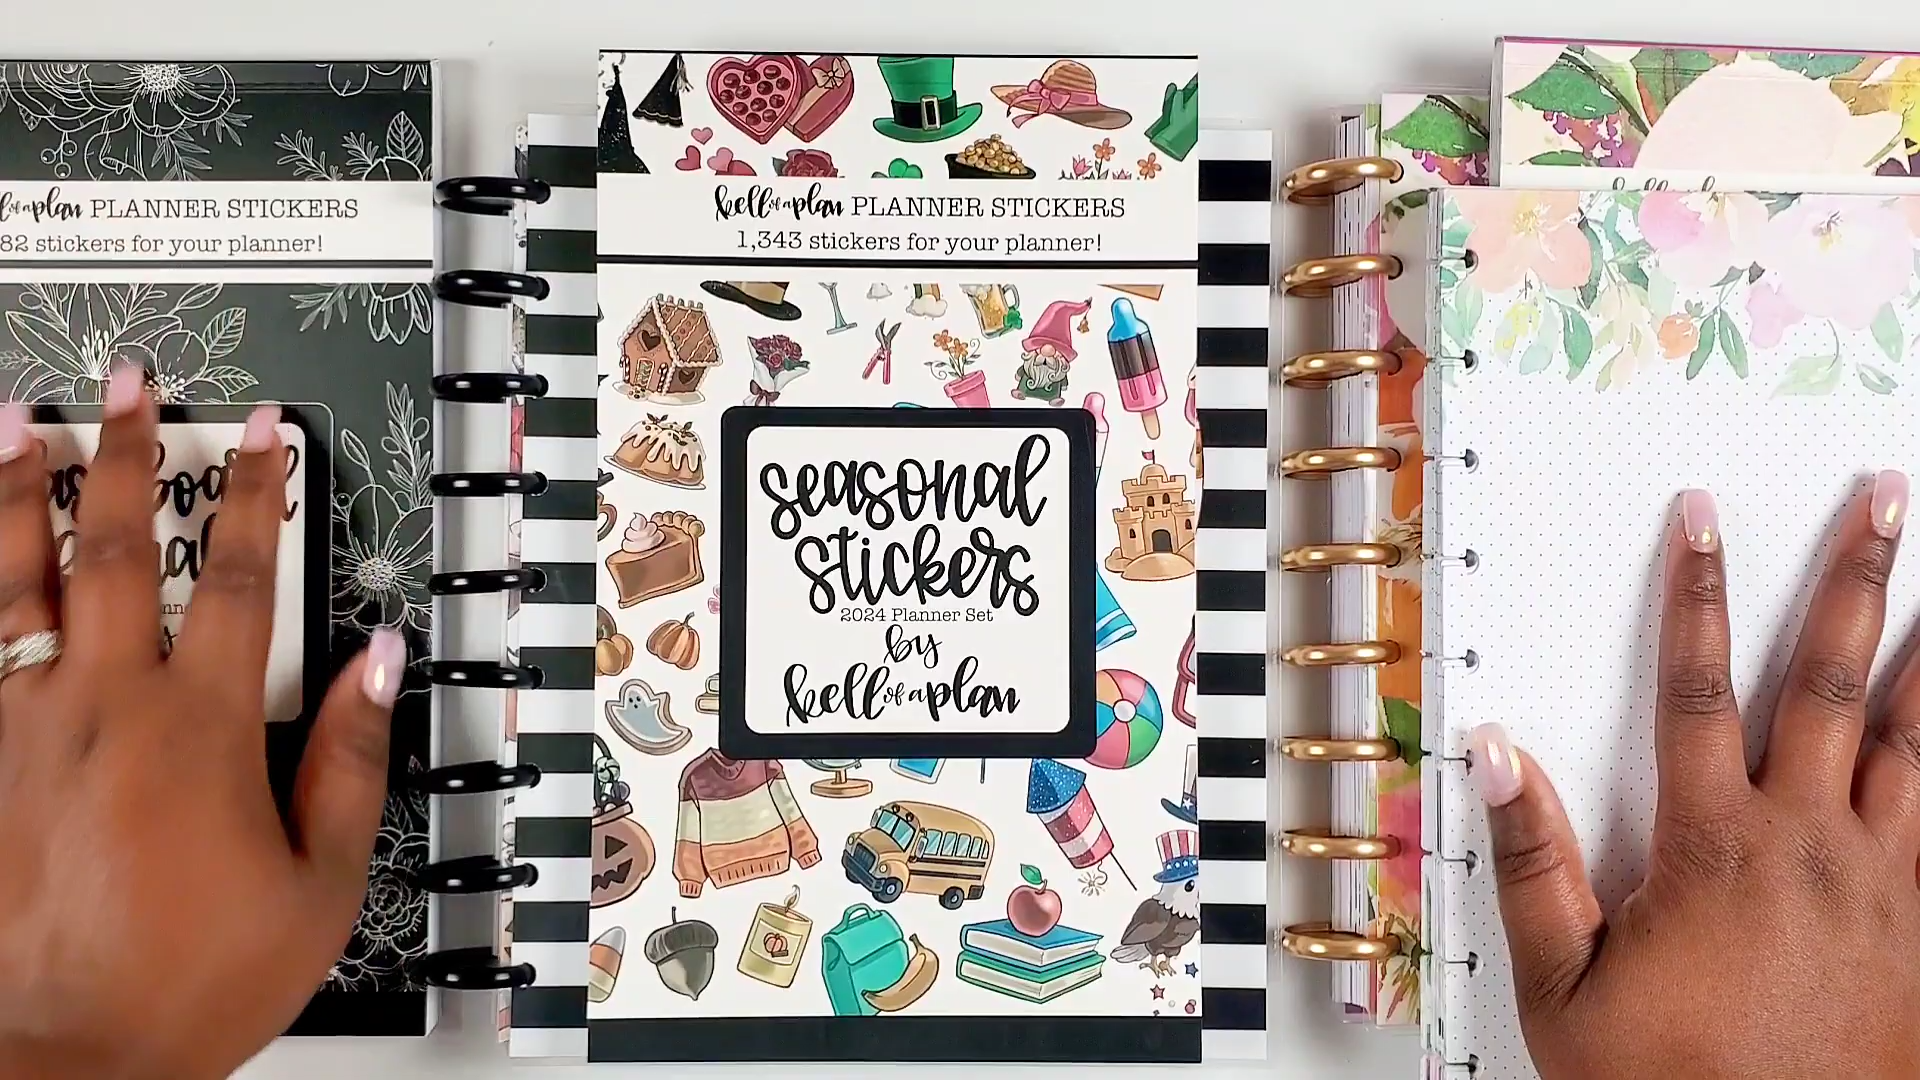 plan PLANNER STICKERS
82 stickers for your planner!
kell of a plan PLANNER STICKERS
1,343 stickers for your planner!
seasonal
stickers
2024 Planner Set
by
kell of a plan